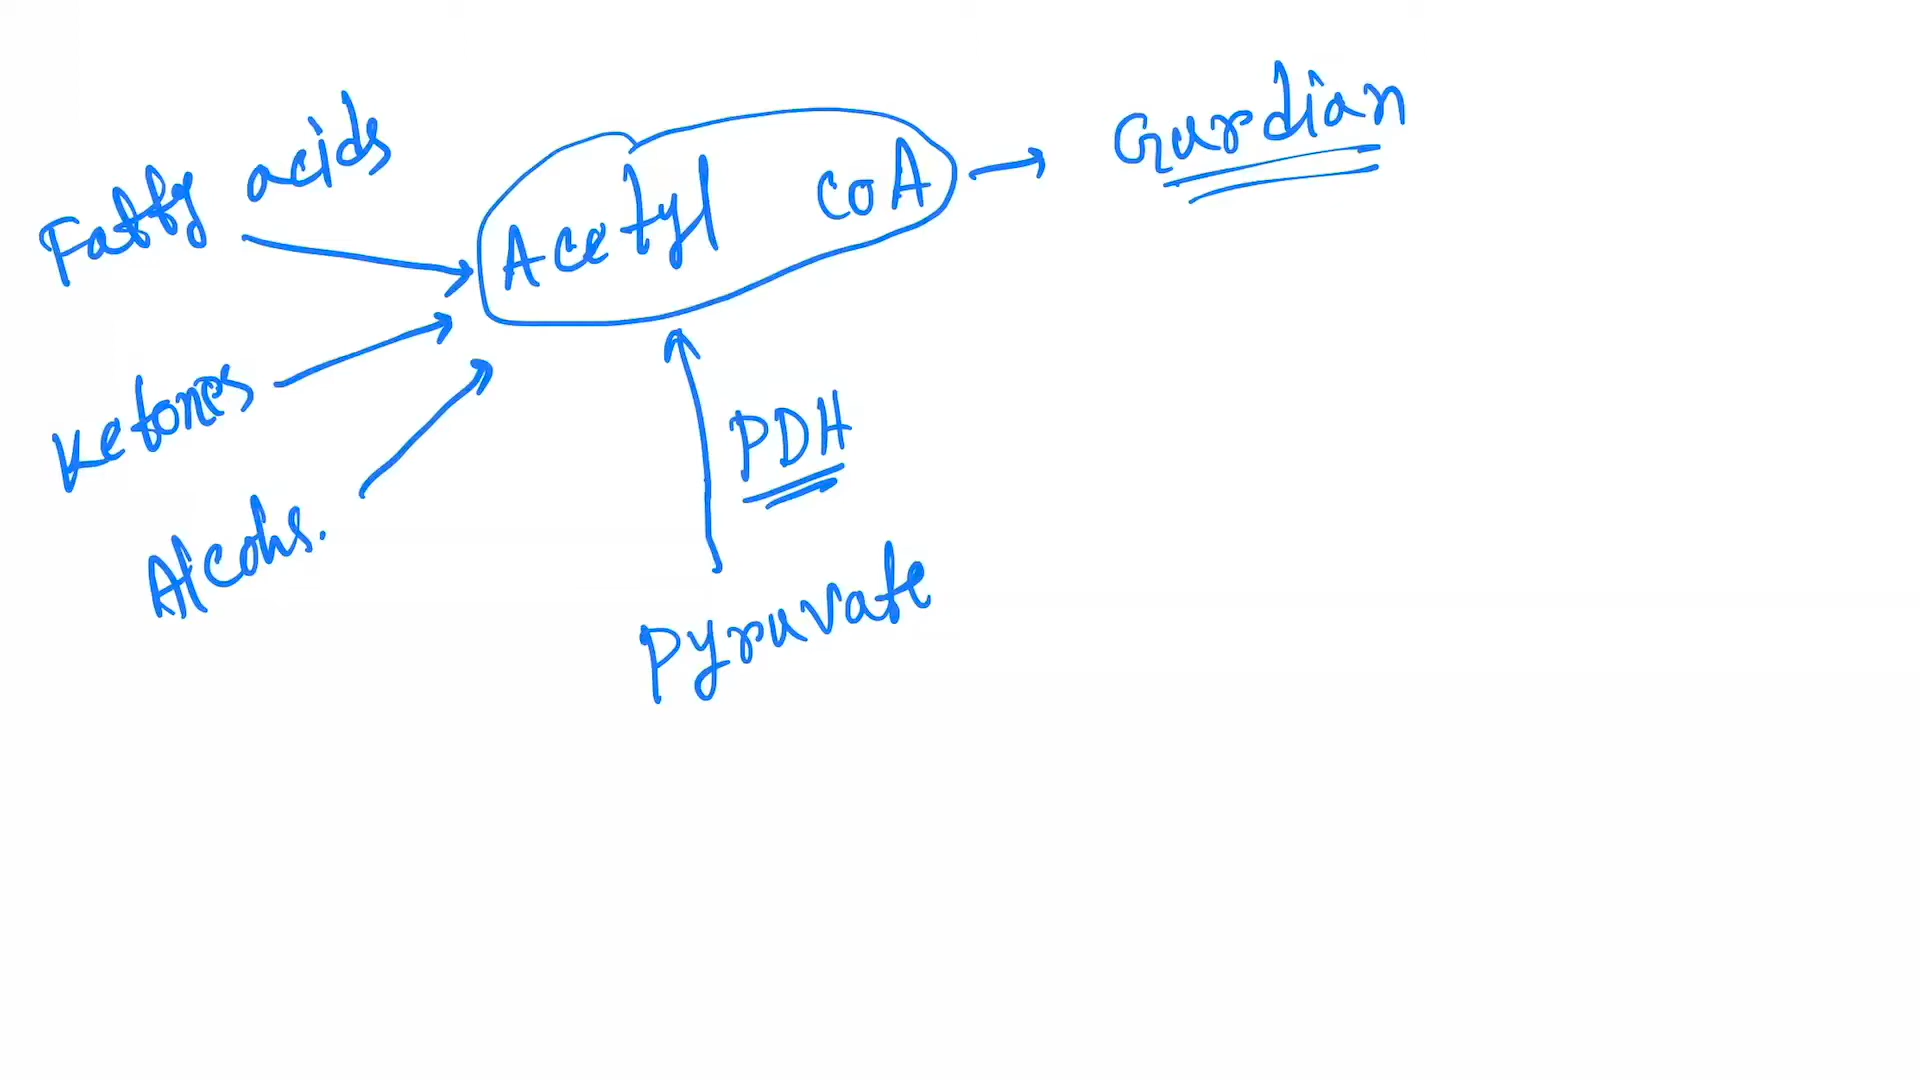 Fatty acids
Acetyl CoA
Gurdian
Ketones
PDH
Alcohs.
Pyruvate